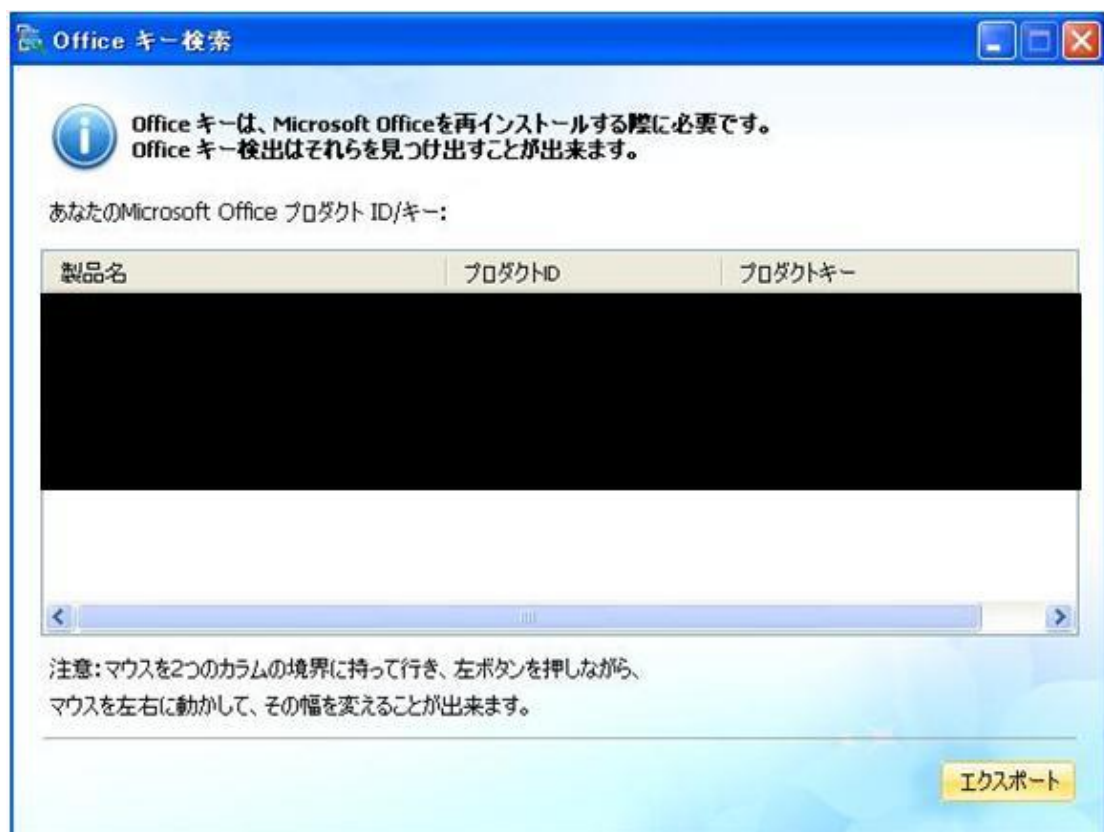 Office キー検索
Office キーは、Microsoft Officeを再インストールする際に必要です。
Office キー検出はそれらを見つけ出すことが出来ます。
あなたのMicrosoft Office プロダクト ID/キー:
製品名 プロダクトID プロダクトキー
注意:マウスを2つのカラムの境界に持って行き、左ボタンを押しながら、
マウスを左右に動かして、その幅を変えることが出来ます。
エクスポート